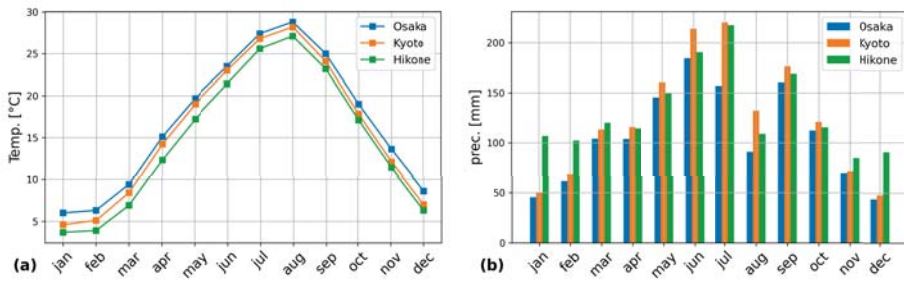 30
25
20
15
10
5
Temp. [°C]
Osaka
Kyoto
Hikone
jan
feb
mar
apr
may
jun
jul
aug
sep
oct
nov
dec
(a)
200
150
100
50
0
prec. [mm]
Osaka
Kyoto
Hikone
jan
feb
mar
apr
may
jun
jul
aug
sep
oct
nov
dec
(b)